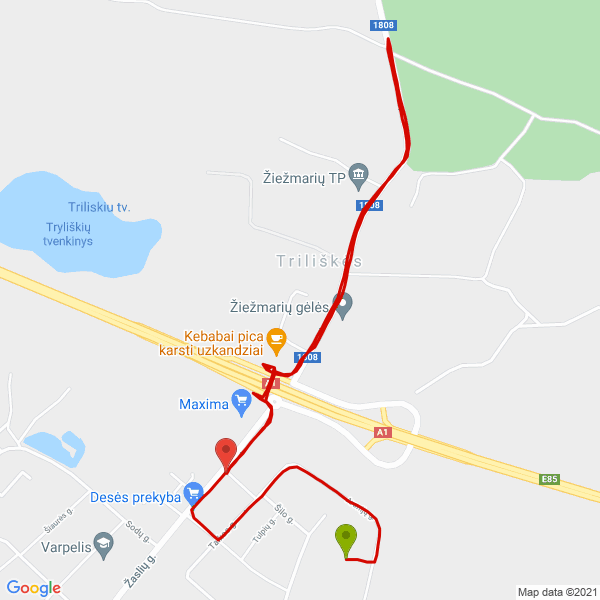 1808
Žiežmarių TP
1808
Triliskiu tv.
Tryliškių
tvenkinys
Triliškės
Žiežmarių gėlės
Kebabai pica
karsti uzkandziai
1808
Maxima
A1
E85
Desės prekyba
Šiaurės g.
Sodų g.
Šilo g.
Tulpių g.
Varpelis
Žaslių g.
Google
Map data ©2021